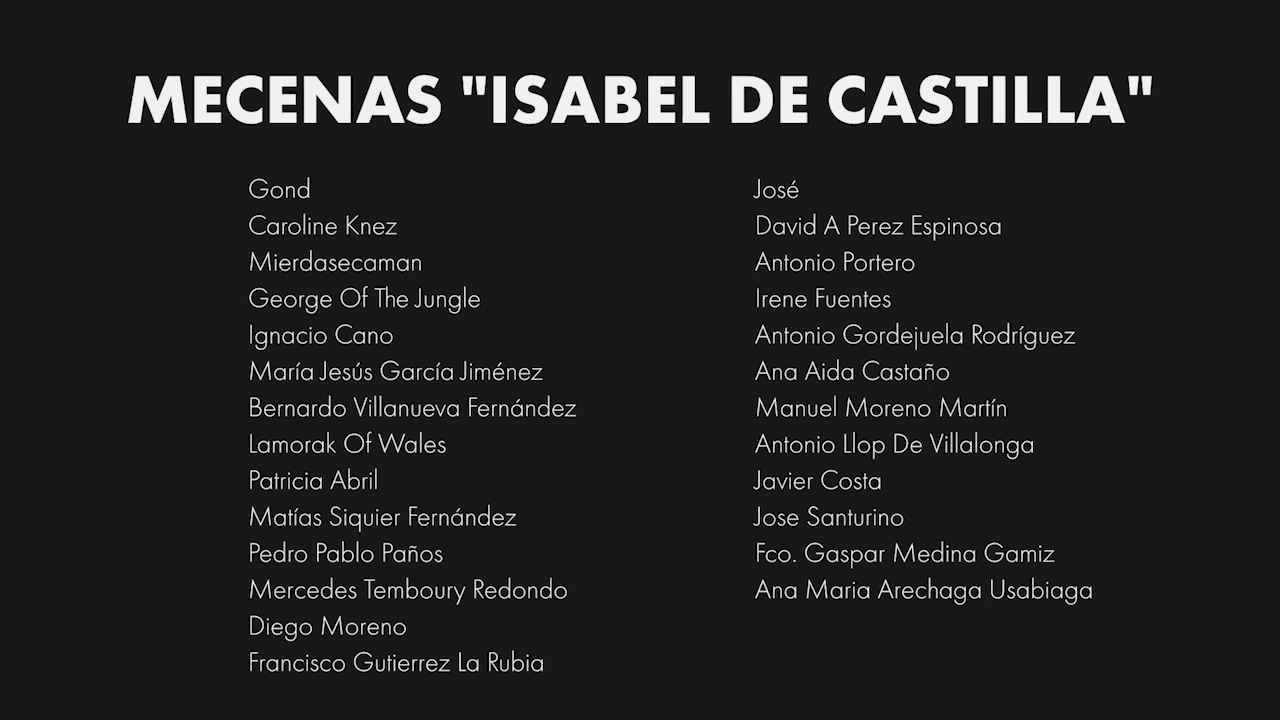 MECENAS "ISABEL DE CASTILLA"
Gond
Caroline Knez
Mierdasecaman
George Of The Jungle
Ignacio Cano
María Jesús García Jiménez
Bernardo Villanueva Fernández
Lamorak Of Wales
Patricia Abril
Matías Siquier Fernández
Pedro Pablo Paños
Mercedes Temboury Redondo
Diego Moreno
Francisco Gutierrez La Rubia
José
David A Perez Espinosa
Antonio Portero
Irene Fuentes
Antonio Gordejuela Rodríguez
Ana Aida Castaño
Manuel Moreno Martín
Antonio Llop De Villalonga
Javier Costa
Jose Santurino
Fco. Gaspar Medina Gamiz
Ana Maria Arechaga Usabiaga